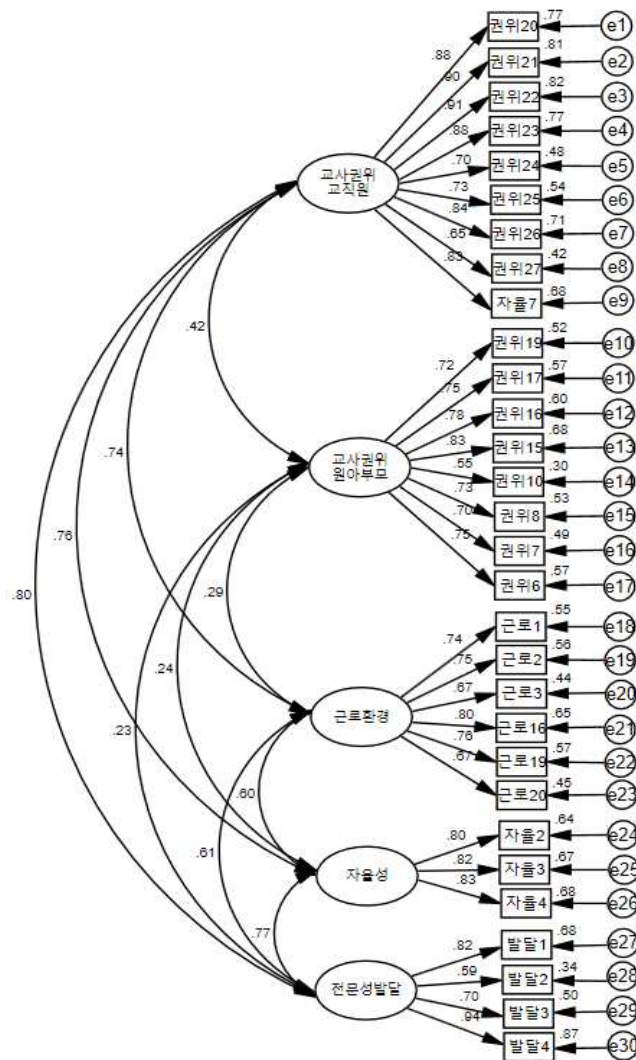 .77
권위20
e1
.88
.81
권위21
e2
.90
.82
권위22
e3
.91
.77
권위23
e4
.88
.48
권위24
e5
.70
.54
권위25
e6
.73
.71
권위26
e7
.84
.42
권위27
e8
.65
.68
자율7
e9
.83
교사권위
교직원
.42
.52
권위19
e10
.72
.57
권위17
e11
.75
.60
권위16
e12
.78
.68
권위15
e13
.83
.30
권위10
e14
.55
.53
권위8
e15
.73
.49
권위7
e16
.70
.57
권위6
e17
.75
교사권위
원아부모
.74
.76
.80
.29
.24
.23
.55
근로1
e18
.74
.56
근로2
e19
.75
.44
근로3
e20
.67
.65
근로16
e21
.80
.57
근로19
e22
.76
.45
근로20
e23
.67
근로환경
.60
.61
.64
자율2
e24
.80
.67
자율3
e25
.82
.68
자율4
e26
.83
자율성
.77
.68
발달1
e27
.82
.34
발달2
e28
.59
.50
발달3
e29
.70
.87
발달4
e30
.94
전문성발달